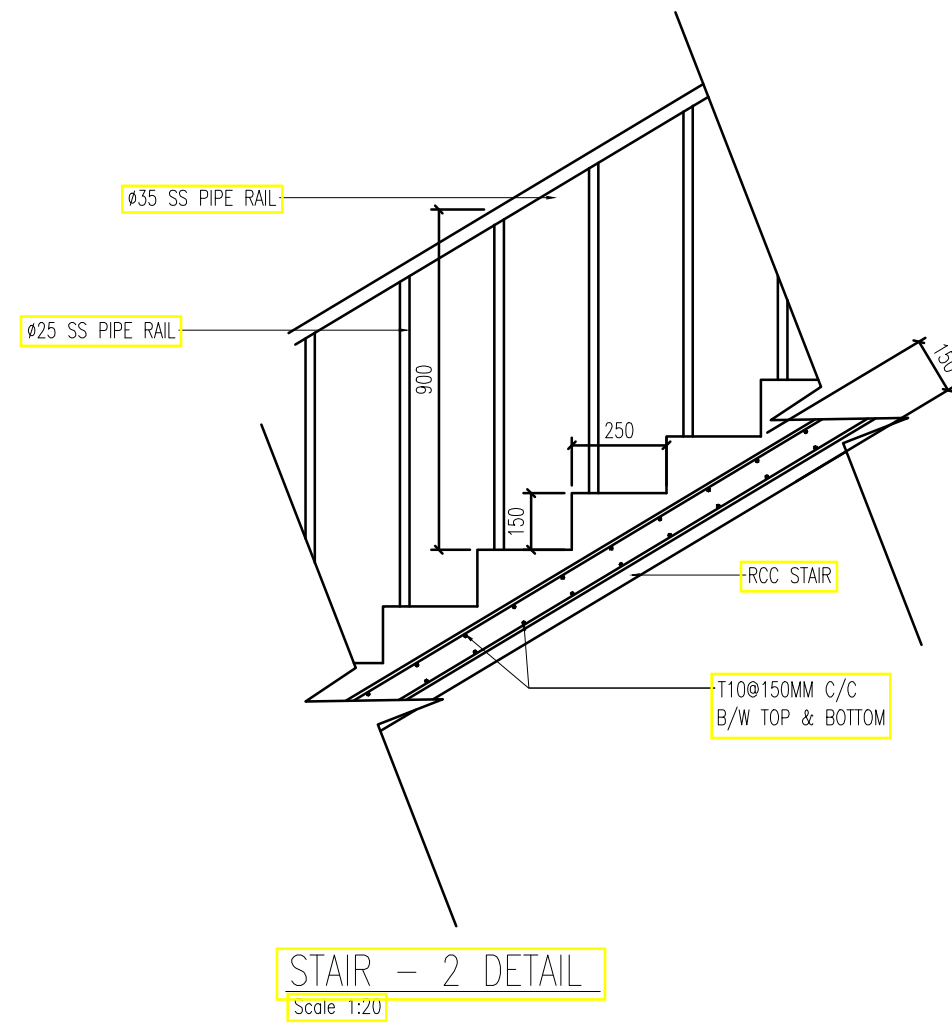 ø35 SS PIPE RAIL
ø25 SS PIPE RAIL
900
250
150
150
RCC STAIR
T10@150MM C/C
B/W TOP & BOTTOM
STAIR - 2 DETAIL
Scale 1:20